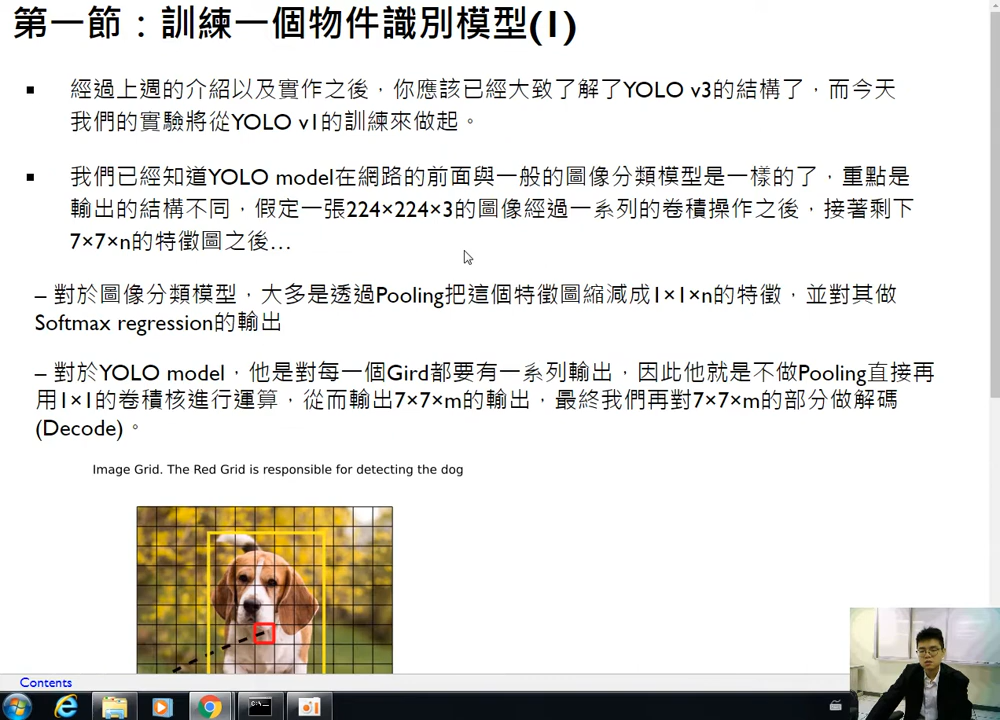 第一節：訓練一個物件識別模型(1)
▪ 經過上週的介紹以及實作之後，你應該已經大致了解了YOLO v3的結構了，而今天
我們的實驗將從YOLO v1的訓練來做起。
▪ 我們已經知道YOLO model在網路的前面與一般的圖像分類模型是一樣的了，重點是
輸出的結構不同，假定一張224×224×3的圖像經過一系列的卷積操作之後，接著剩下
7×7×n的特徵圖之後…
– 對於圖像分類模型，大多是透過Pooling把這個特徵圖縮減成1×1×n的特徵，並對其做
Softmax regression的輸出
– 對於YOLO model，他是對每一個Gird都要有一系列輸出，因此他就是不做Pooling直接再
用1×1的卷積核進行運算，從而輸出7×7×m的輸出，最終我們再對7×7×m的部分做解碼
(Decode)。
Image Grid. The Red Grid is responsible for detecting the dog
Contents